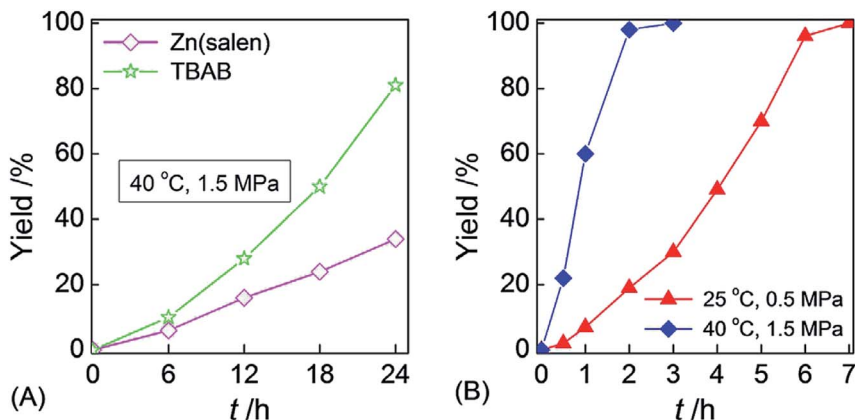 100
80
60
40
20
0
Yield /%
Zn(salen)
TBAB
40 °C, 1.5 MPa
0 6 12 18 24
t /h
(A)
100
80
60
40
20
0
Yield /%
25 °C, 0.5 MPa
40 °C, 1.5 MPa
0 1 2 3 4 5 6 7
t /h
(B)